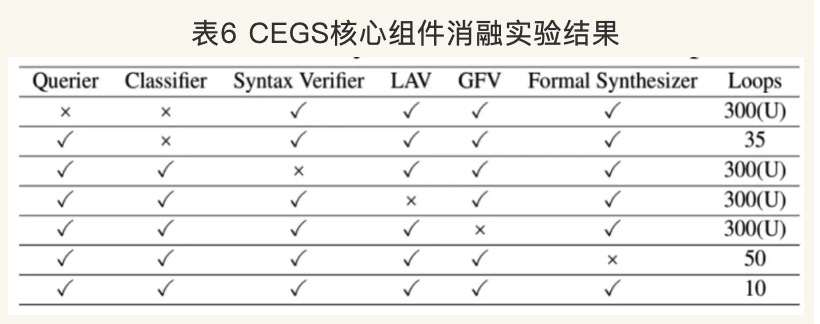 表6 CEGS核心组件消融实验结果
Querier Classifier Syntax Verifier LAV GFV Formal Synthesizer Loops
× × ✓ ✓ ✓ ✓ 300(U)
✓ × ✓ ✓ ✓ ✓ 35
✓ ✓ × ✓ ✓ ✓ 300(U)
✓ ✓ ✓ × ✓ ✓ 300(U)
✓ ✓ ✓ ✓ × ✓ 300(U)
✓ ✓ ✓ ✓ ✓ × 50
✓ ✓ ✓ ✓ ✓ ✓ 10